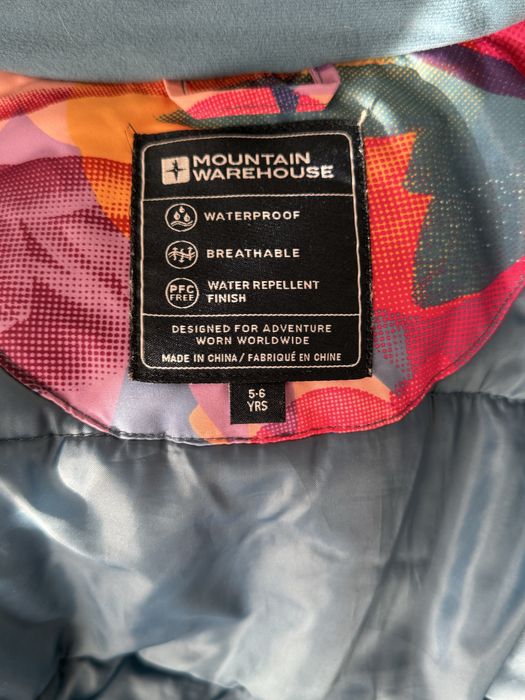 MOUNTAIN
WAREHOUSE
WATERPROOF
BREATHABLE
PFC
FREE
WATER REPELLENT
FINISH
DESIGNED FOR ADVENTURE
WORN WORLDWIDE
MADE IN CHINA / FABRIQUÉ EN CHINE
5-6
YRS